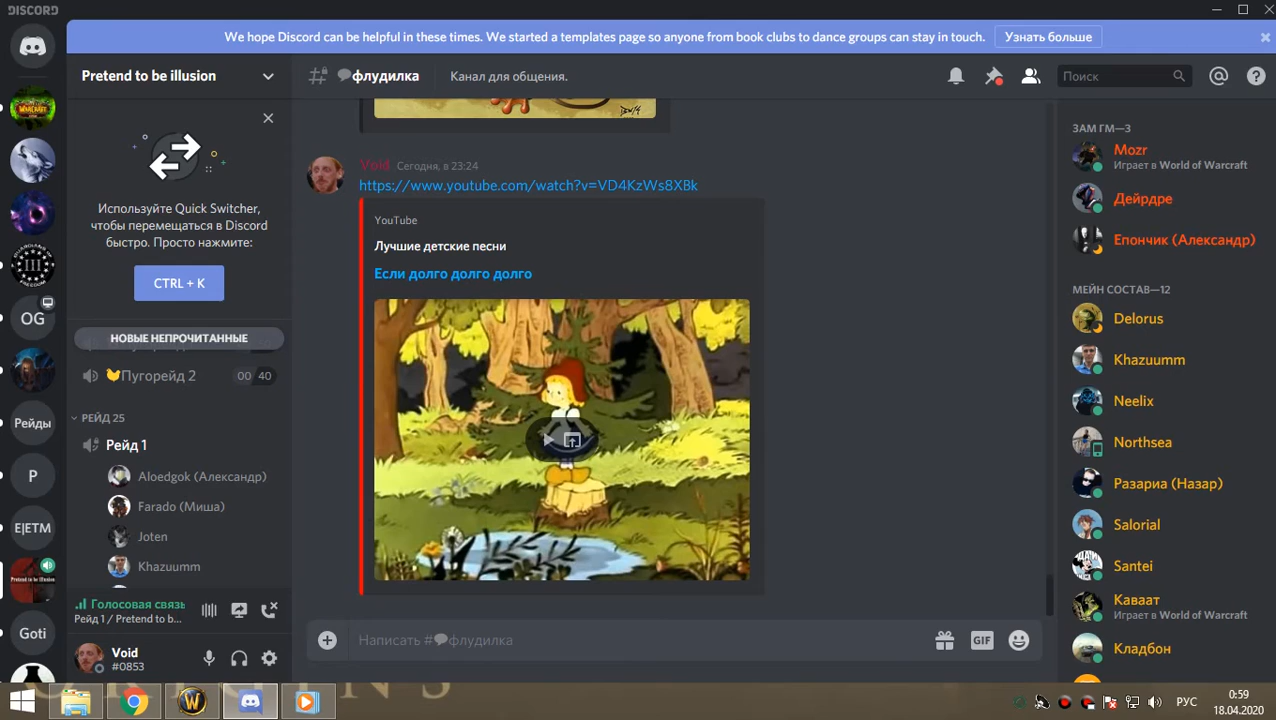 DISCORD
We hope Discord can be helpful in these times. We started a templates page so anyone from book clubs to dance groups can stay in touch.
Узнать больше
Pretend to be illusion
флудилка
Канал для общения.
Поиск
Используйте Quick Switcher,
чтобы перемещаться в Discord
быстро. Просто нажмите:
CTRL + K
НОВЫЕ НЕПРОЧИТАННЫЕ
Пугорейд 2
00 40
РЕЙД 25
Рейд 1
Aloedgok (Александр)
Farado (Миша)
Joten
Khazuumm
Голосовая связь
Рейд 1 / Pretend to b...
Void
#0853
OG
Рейды
P
E|ETM
Pretend to be illusion
Goti
Void Сегодня, в 23:24
https://www.youtube.com/watch?v=VD4KzWs8XBk
YouTube
Лучшие детские песни
Если долго долго долго
Написать #флудилка
GIF
ЗАМ ГМ—3
Mozr
Играет в World of Warcraft
Дейрдре
Епончик (Александр)
МЕЙН СОСТАВ—12
Delorus
Khazuumm
Neelix
Northsea
Разариа (Назар)
Salorial
Santei
Каваат
Играет в World of Warcraft
Кладбон
РУС
0:59
18.04.2020